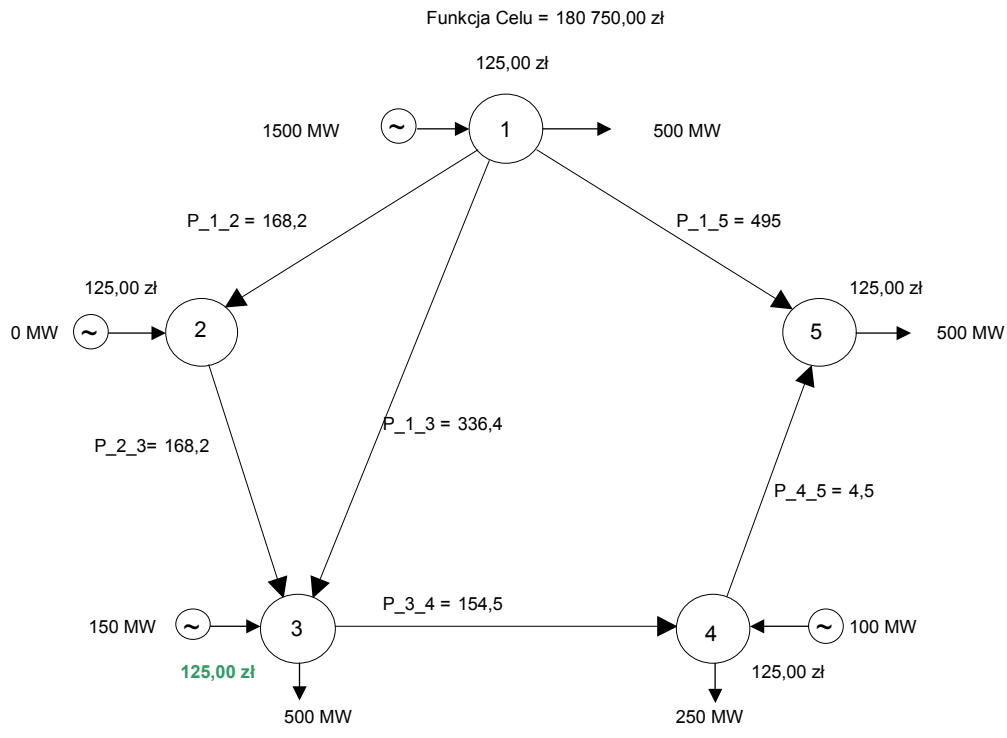 Funkcja Celu = 180 750,00 zł
125,00 zł
1500 MW
~
1
500 MW
P_1_2 = 168,2
P_1_5 = 495
125,00 zł
125,00 zł
0 MW
~
2
5
500 MW
P_1_3 = 336,4
P_2_3= 168,2
P_4_5 = 4,5
P_3_4 = 154,5
150 MW
~
3
4
~
100 MW
125,00 zł
125,00 zł
500 MW
250 MW